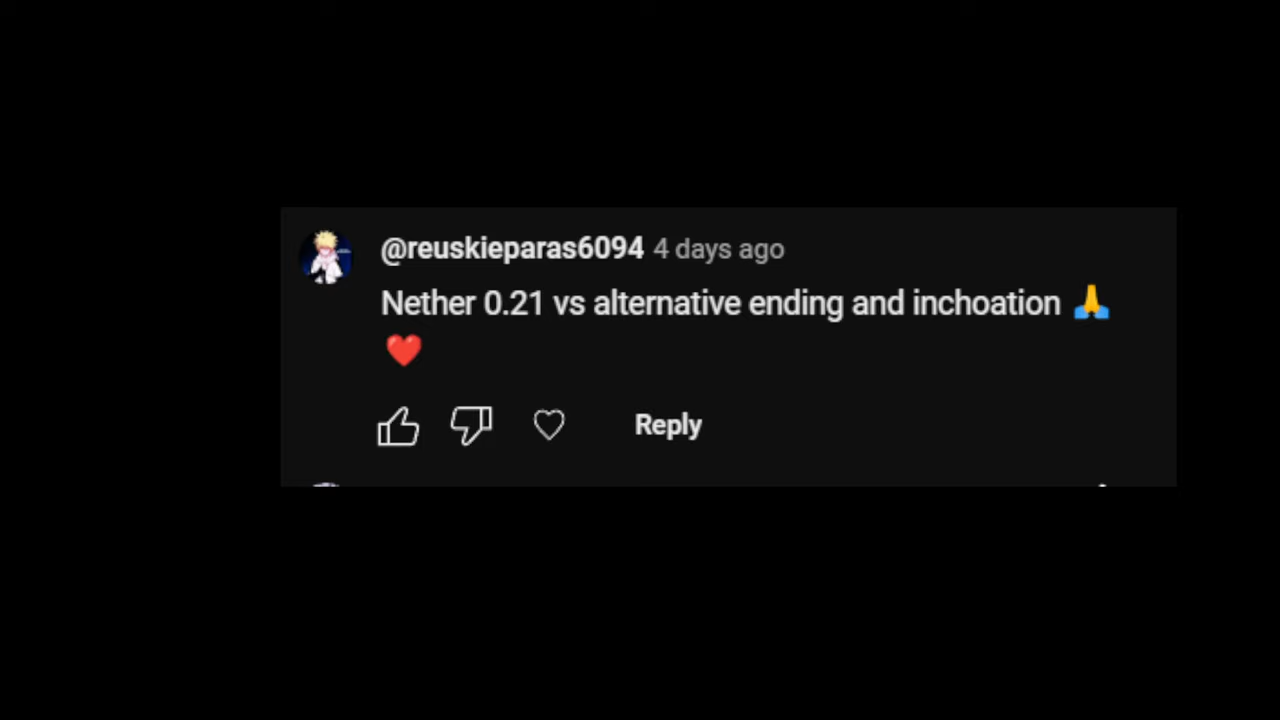 @reuskieparas6094 4 days ago
Nether 0.21 vs alternative ending and inchoation 🙏
❤️
Reply